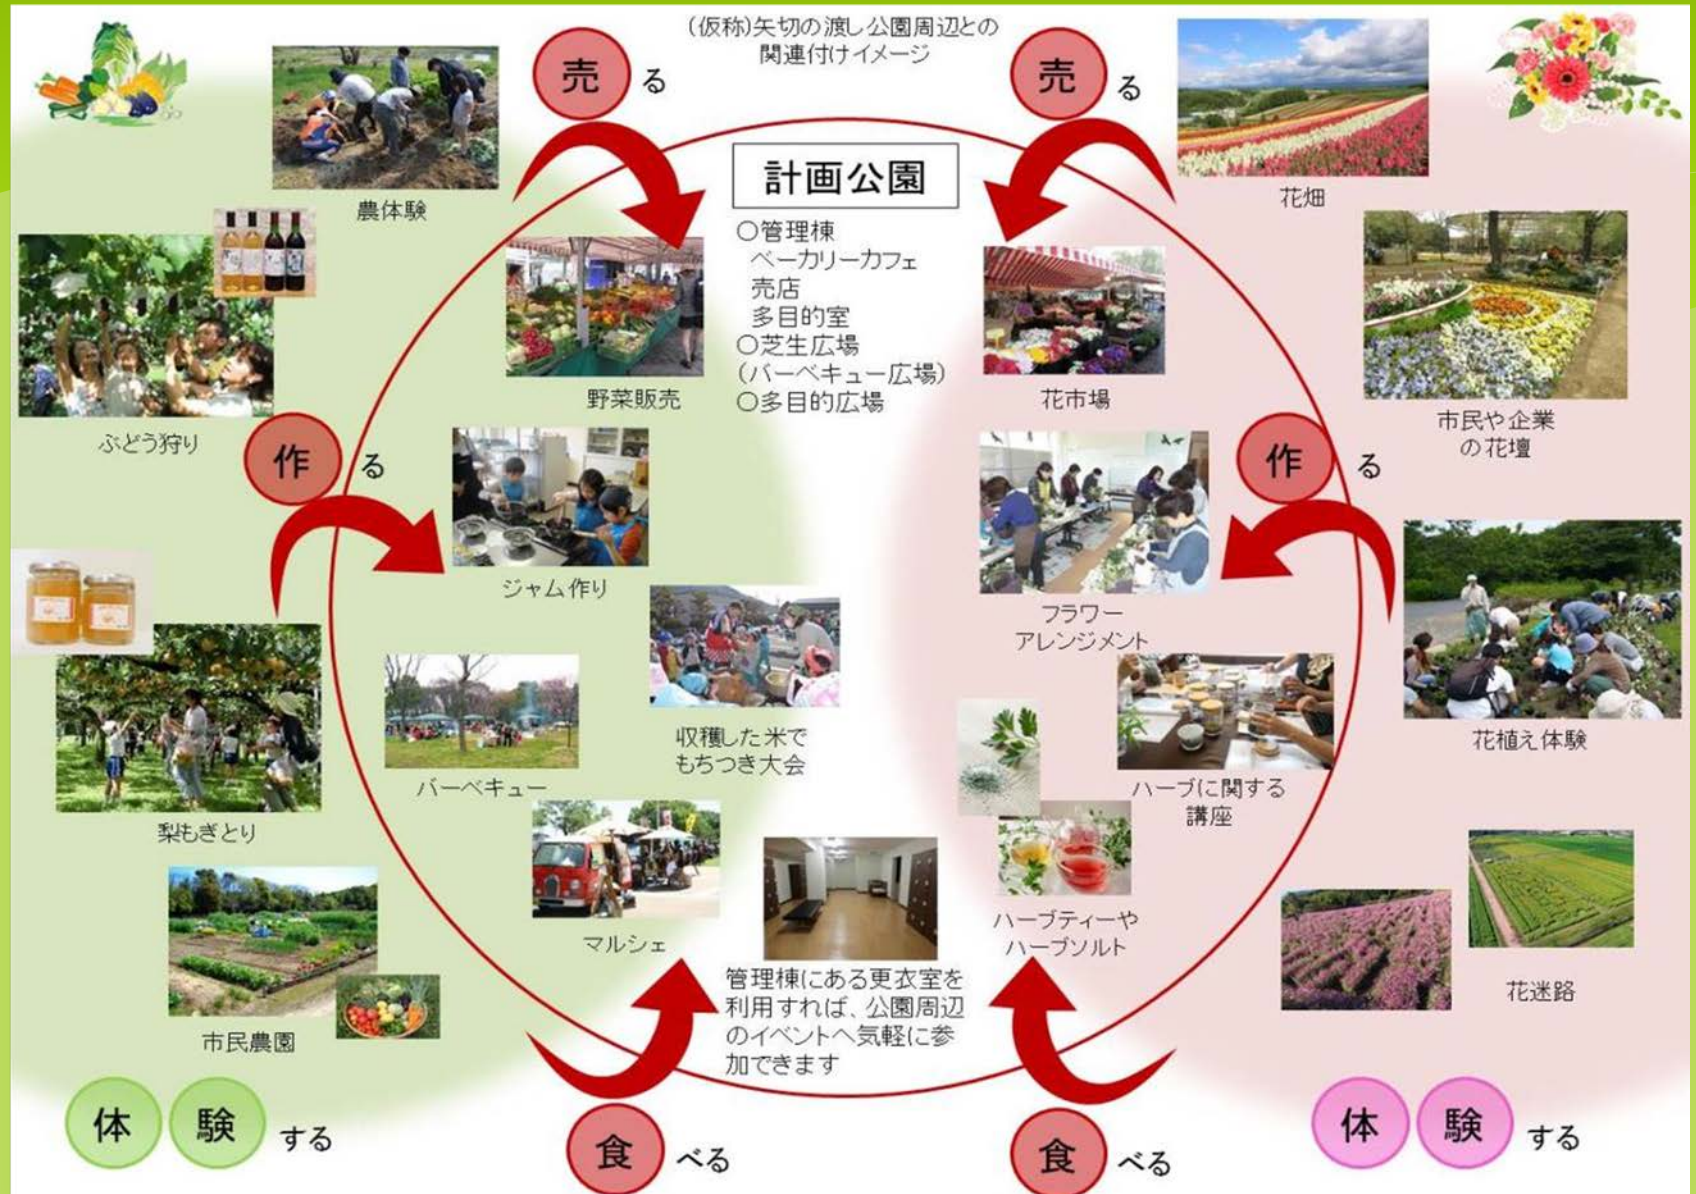 (仮称)矢切の渡し公園周辺との
関連付けイメージ
売る
売る
計画公園
○管理棟
ベーカリーカフェ
売店
多目的室
○芝生広場
(バーベキュー広場)
○多目的広場
農体験
ぶどう狩り
野菜販売
作る
ジャム作り
梨もぎとり
バーベキュー
収穫した米で
もちつき大会
マルシェ
市民農園
体験する
食べる
管理棟にある更衣室を
利用すれば、公園周辺
のイベントへ気軽に参
加できます
花畑
花市場
市民や企業
の花壇
作る
フラワー
アレンジメント
花植え体験
ハーブに関する
講座
ハーブティーや
ハーブソルト
花迷路
食べる
体験する